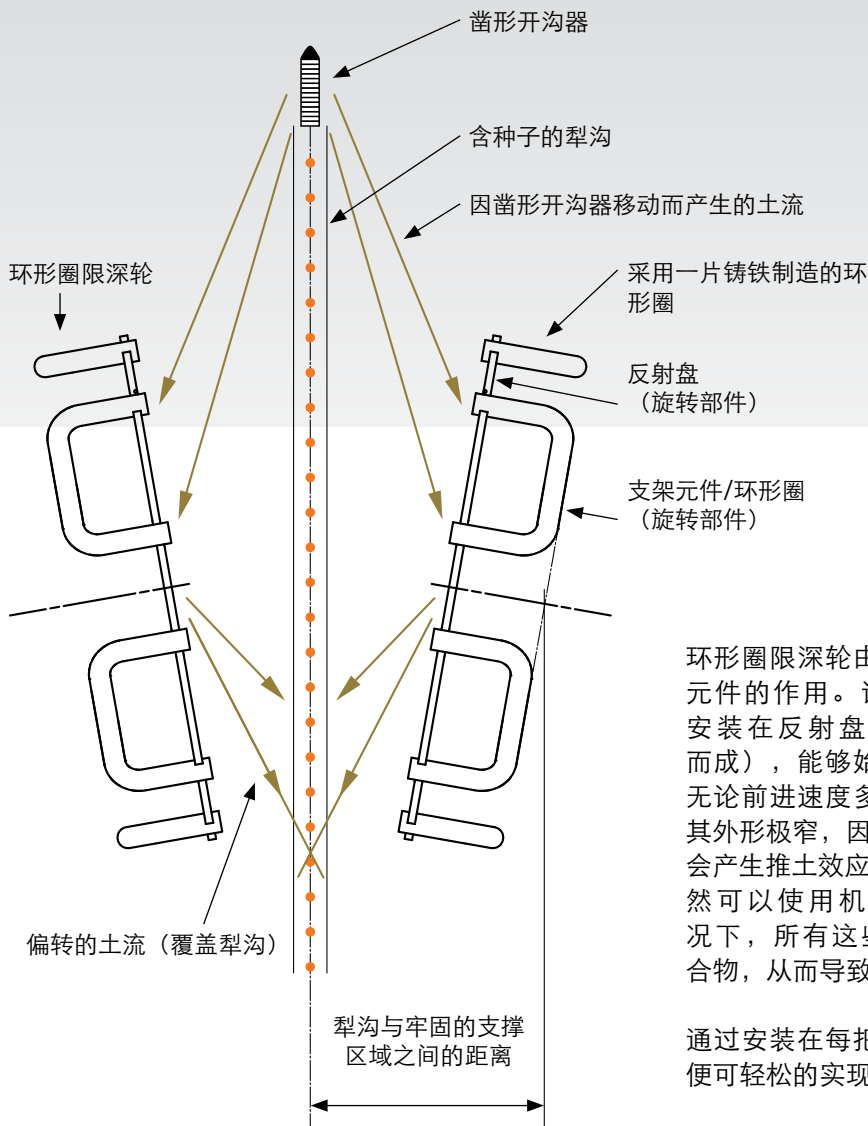 凿形开沟器
含种子的犁沟
因凿形开沟器移动而产生的土流
环形圈限深轮
采用一片铸铁制造的环
形圈
反射盘
（旋转部件）
支架元件/环形圈
（旋转部件）
偏转的土流（覆盖犁沟）
犁沟与牢固的支撑
区域之间的距离
环形圈限深轮由
元件的作用。
安装在反射盘
而成），能够始
无论前进速度多
其外形极窄，因
会产生推土效应
然可以使用机
况下，所有这些
合物，从而导致
通过安装在每把
便可轻松的实现